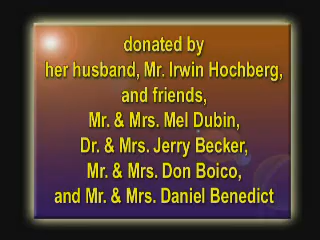 donated by
her husband, Mr. Irwin Hochberg,
and friends,
Mr. & Mrs. Mel Dubin,
Dr. & Mrs. Jerry Becker,
Mr. & Mrs. Don Boico,
and Mr. & Mrs. Daniel Benedict